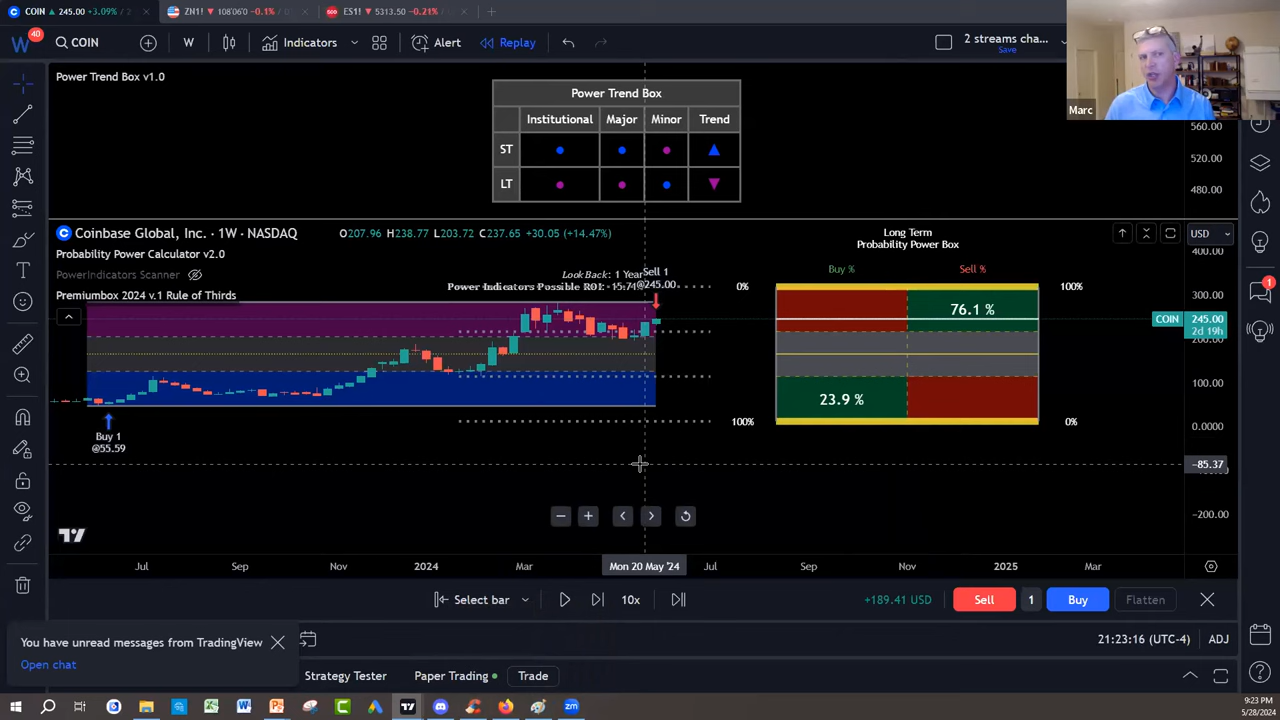 COIN ▲ 245.00 +3.09%
ZN1! ▼ 108'06'0 −0.1%
ES1! ▼ 5313.50 −0.21%
40
COIN
W
Indicators
Alert
Replay
2 streams cha...
Save
Marc
Power Trend Box v1.0
Power Trend Box
Institutional Major Minor Trend
ST
LT
560.00
520.00
480.00
Coinbase Global, Inc. · 1W · NASDAQ O207.96 H238.77 L203.72 C237.65 +30.05 (+14.47%)
Probability Power Calculator v2.0
PowerIndicators Scanner
Premiumbox 2024 v.1 Rule of Thirds
Look Back: 1 Year
Sell 1
@245.00
Power Indicators Possible ROI: -15.74%
Buy 1
@55.59
0%
100%
Long Term
Probability Power Box
Buy % Sell %
76.1 %
23.9 %
100%
0%
USD
400.00
300.00
COIN 245.00
2d 19h
200.00
100.00
0.0000
−85.37
−200.00
1
Jul Sep Nov 2024 Mar Mon 20 May '24 Jul Sep Nov 2025 Mar
Select bar 10x +189.41 USD Sell 1 Buy Flatten
You have unread messages from TradingView
Open chat
21:23:16 (UTC-4) ADJ
Strategy Tester Paper Trading Trade
9:23 PM
5/28/2024